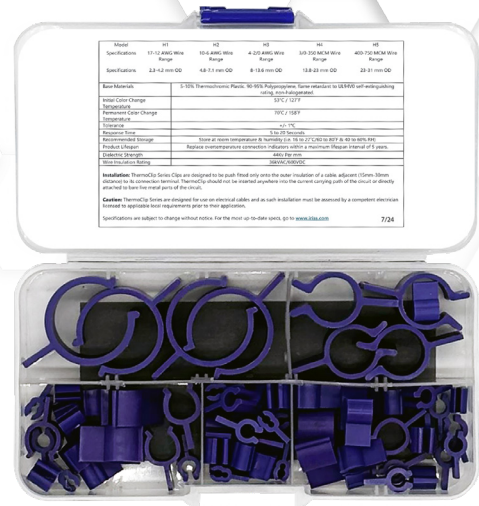 Model H1 H2 H3 H4 H5
Specifications 17-12 AWG Wire Range 10-6 AWG Wire Range 4-2/0 AWG Wire Range 3/0-350 MCM Wire Range 400-750 MCM Wire Range
Specifications 2.3-4.2 mm OD 4.8-7.1 mm OD 8-13.6 mm OD 13.8-23 mm OD 23-31 mm OD
Base Materials 5-10% Thermochromic Plastic, 90-95% Polypropylene, flame retardant to UL94V0 self-extinguishing rating, non-halogenated.
Initial Color Change Temperature 53°C / 127°F
Permanent Color Change Temperature 70°C / 158°F
Tolerance +/- 1°C
Response Time 5 to 20 Seconds
Recommended Storage Store at room temperature & humidity (i.e. 16 to 27°C/60 to 80°F & 40 to 60% RH)
Product Lifespan Replace overtemperature connection indicators within a maximum lifespan interval of 5 years.
Dielectric Strength 44KV Per mm
Wire Insulation Rating VAC/600VDC
Installation: ThermoClip Series Clips are designed to be push fitted only onto the outer insulation of a cable, adjacent (15mm-30mm
distance) to its connection terminal. ThermoClip should not be inserted anywhere into the current carrying path of the circuit or directly
attached to bare live metal parts of the circuit.
Caution: ThermoClip Series are designed for use on electrical cables and as such installation must be assessed by a competent electrician
licensed to applicable local requirements prior to their application.
Specifications are subject to change without notice. For the most up-to-date specs, go to www.iriss.com 7/24